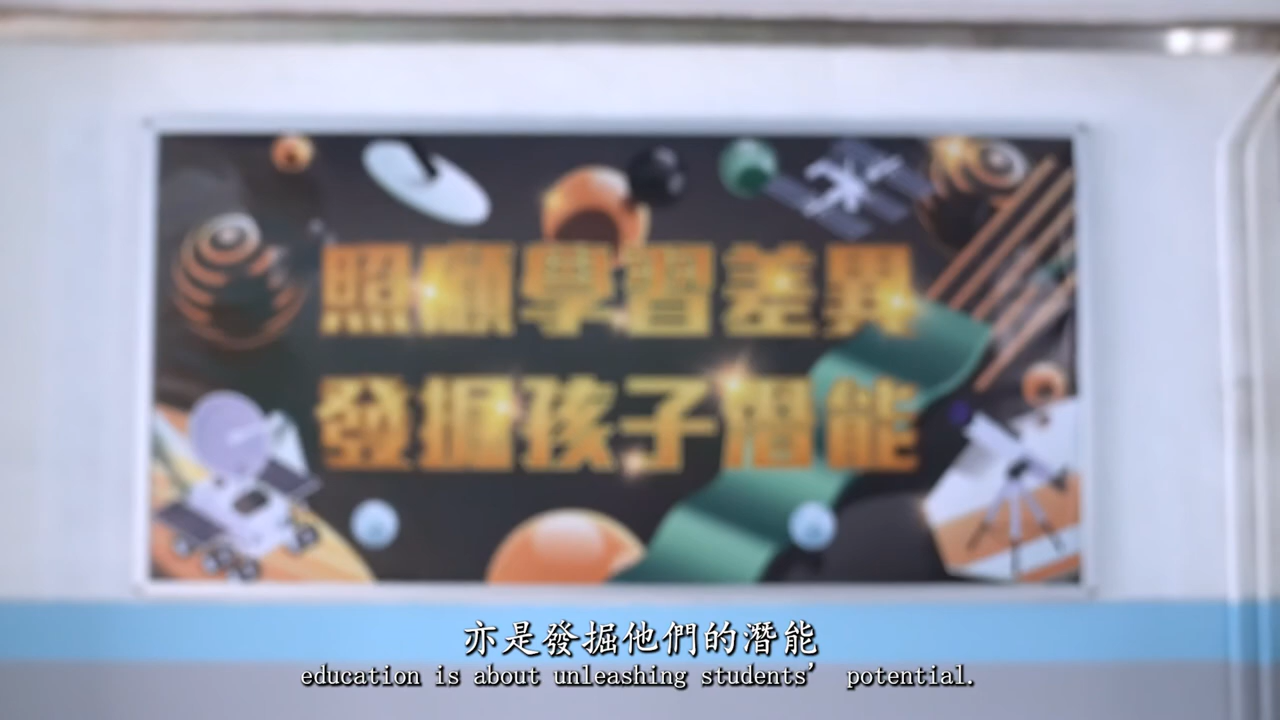 照顧學習差異
發掘孩子潛能
亦是發掘他們的潛能
education is about unleashing students' potential.